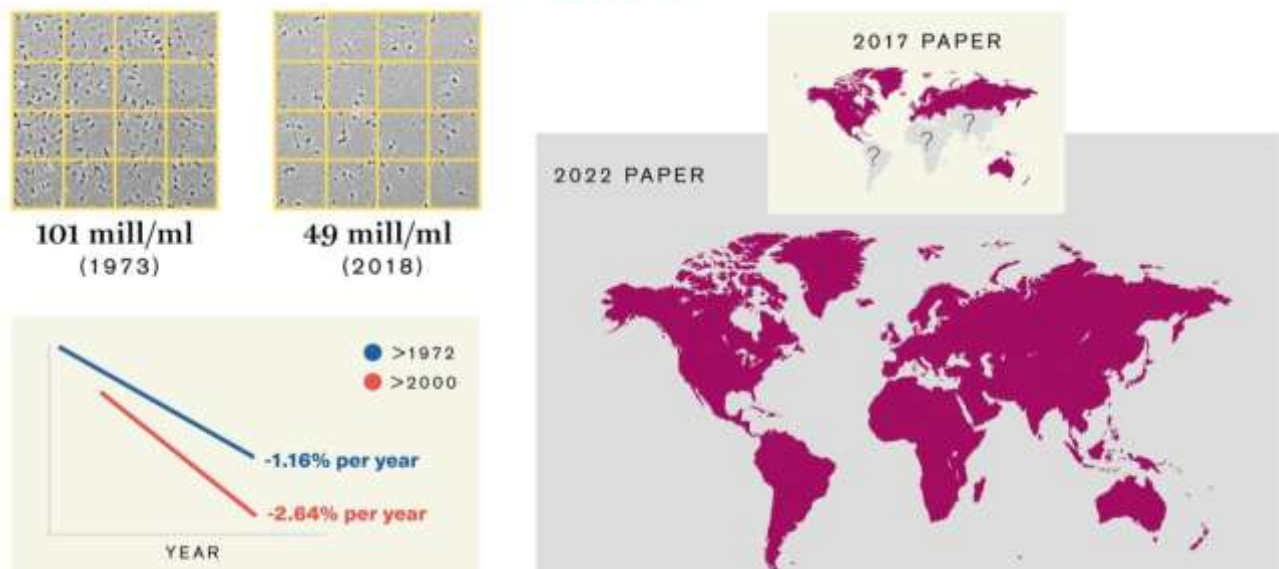 101 mill/ml
(1973)
49 mill/ml
(2018)
>1972
>2000
-1.16% per year
-2.64% per year
YEAR
2017 PAPER
?
?
?
2022 PAPER